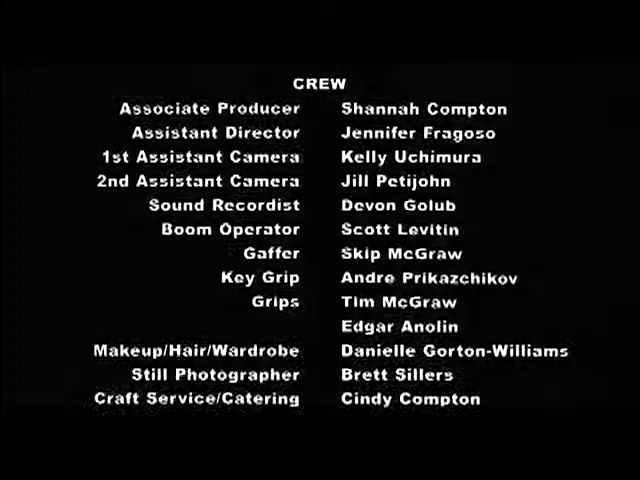 CREW
Associate Producer Shannah Compton
Assistant Director Jennifer Fragoso
1st Assistant Camera Kelly Uchimura
2nd Assistant Camera Jill Petijohn
Sound Recordist Devon Golub
Boom Operator Scott Levitin
Gaffer Skip McGraw
Key Grip Andre Prikazchikov
Grips Tim McGraw
Edgar Anolin
Makeup/Hair/Wardrobe Danielle Gorton-Williams
Still Photographer Brett Sillers
Craft Service/Catering Cindy Compton